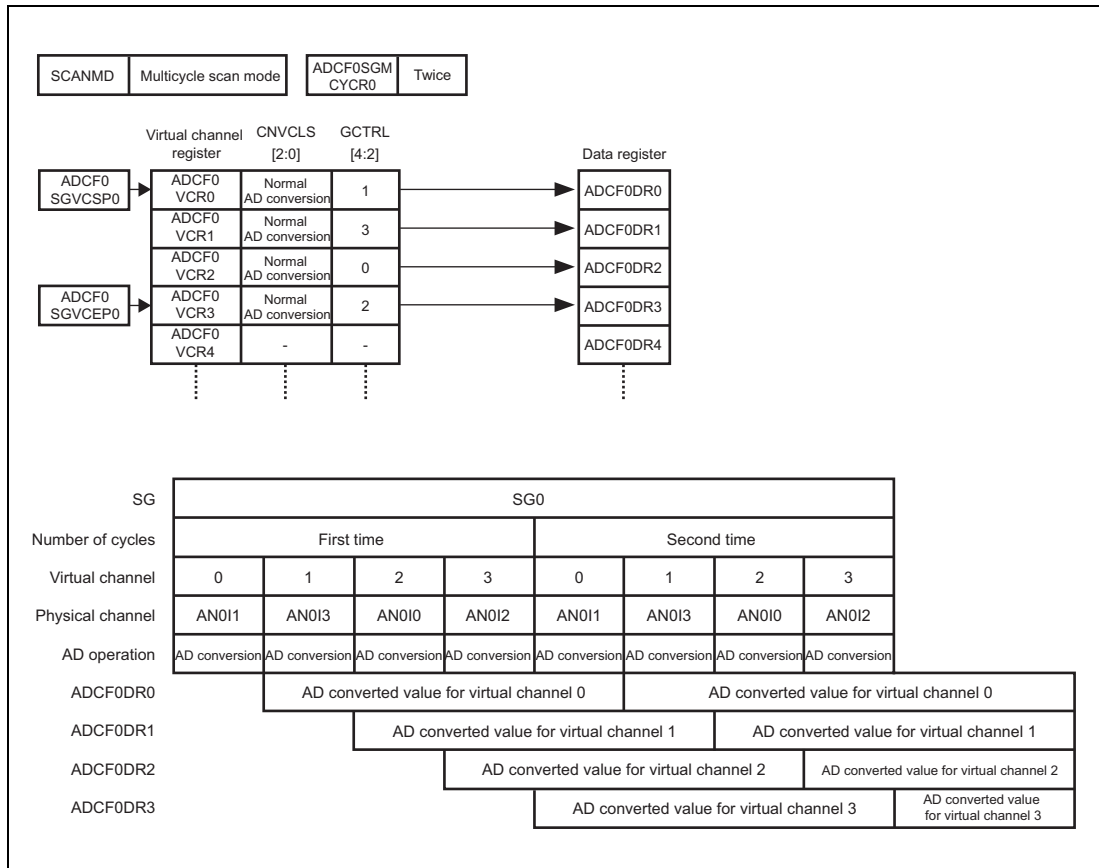 SCANMD Multicycle scan mode ADCF0SGM Twice
CYCR0
Virtual channel CNVCLS GCTRL
register [2:0] [4:2] Data register
ADCF0
SGVCSP0
ADCF0 Normal 1 ADCF0DR0
VCR0 AD conversion
ADCF0 Normal 3 ADCF0DR1
VCR1 AD conversion
ADCF0 Normal 0 ADCF0DR2
VCR2 AD conversion
ADCF0
SGVCEP0
ADCF0 Normal 2 ADCF0DR3
VCR3 AD conversion
ADCF0 - - ADCF0DR4
VCR4
SG SG0
Number of cycles First time Second time
Virtual channel 0 1 2 3 0 1 2 3
Physical channel AN0I1 AN0I3 AN0I0 AN0I2 AN0I1 AN0I3 AN0I0 AN0I2
AD operation AD conversion AD conversion AD conversion AD conversion AD conversion AD conversion AD conversion AD conversion
ADCF0DR0 AD converted value for virtual channel 0 AD converted value for virtual channel 0
ADCF0DR1 AD converted value for virtual channel 1 AD converted value for virtual channel 1
ADCF0DR2 AD converted value for virtual channel 2 AD converted value for virtual channel 2
ADCF0DR3 AD converted value for virtual channel 3 AD converted value
for virtual channel 3